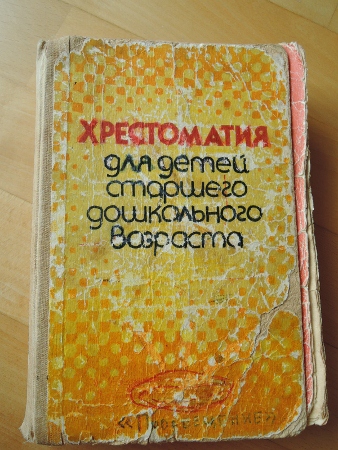 ХРЕСТОМАТИЯ
для детей
старшего
дошкольного
возраста